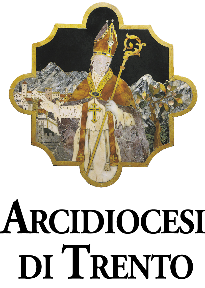 ARCIDIOCESI
DI TRENTO